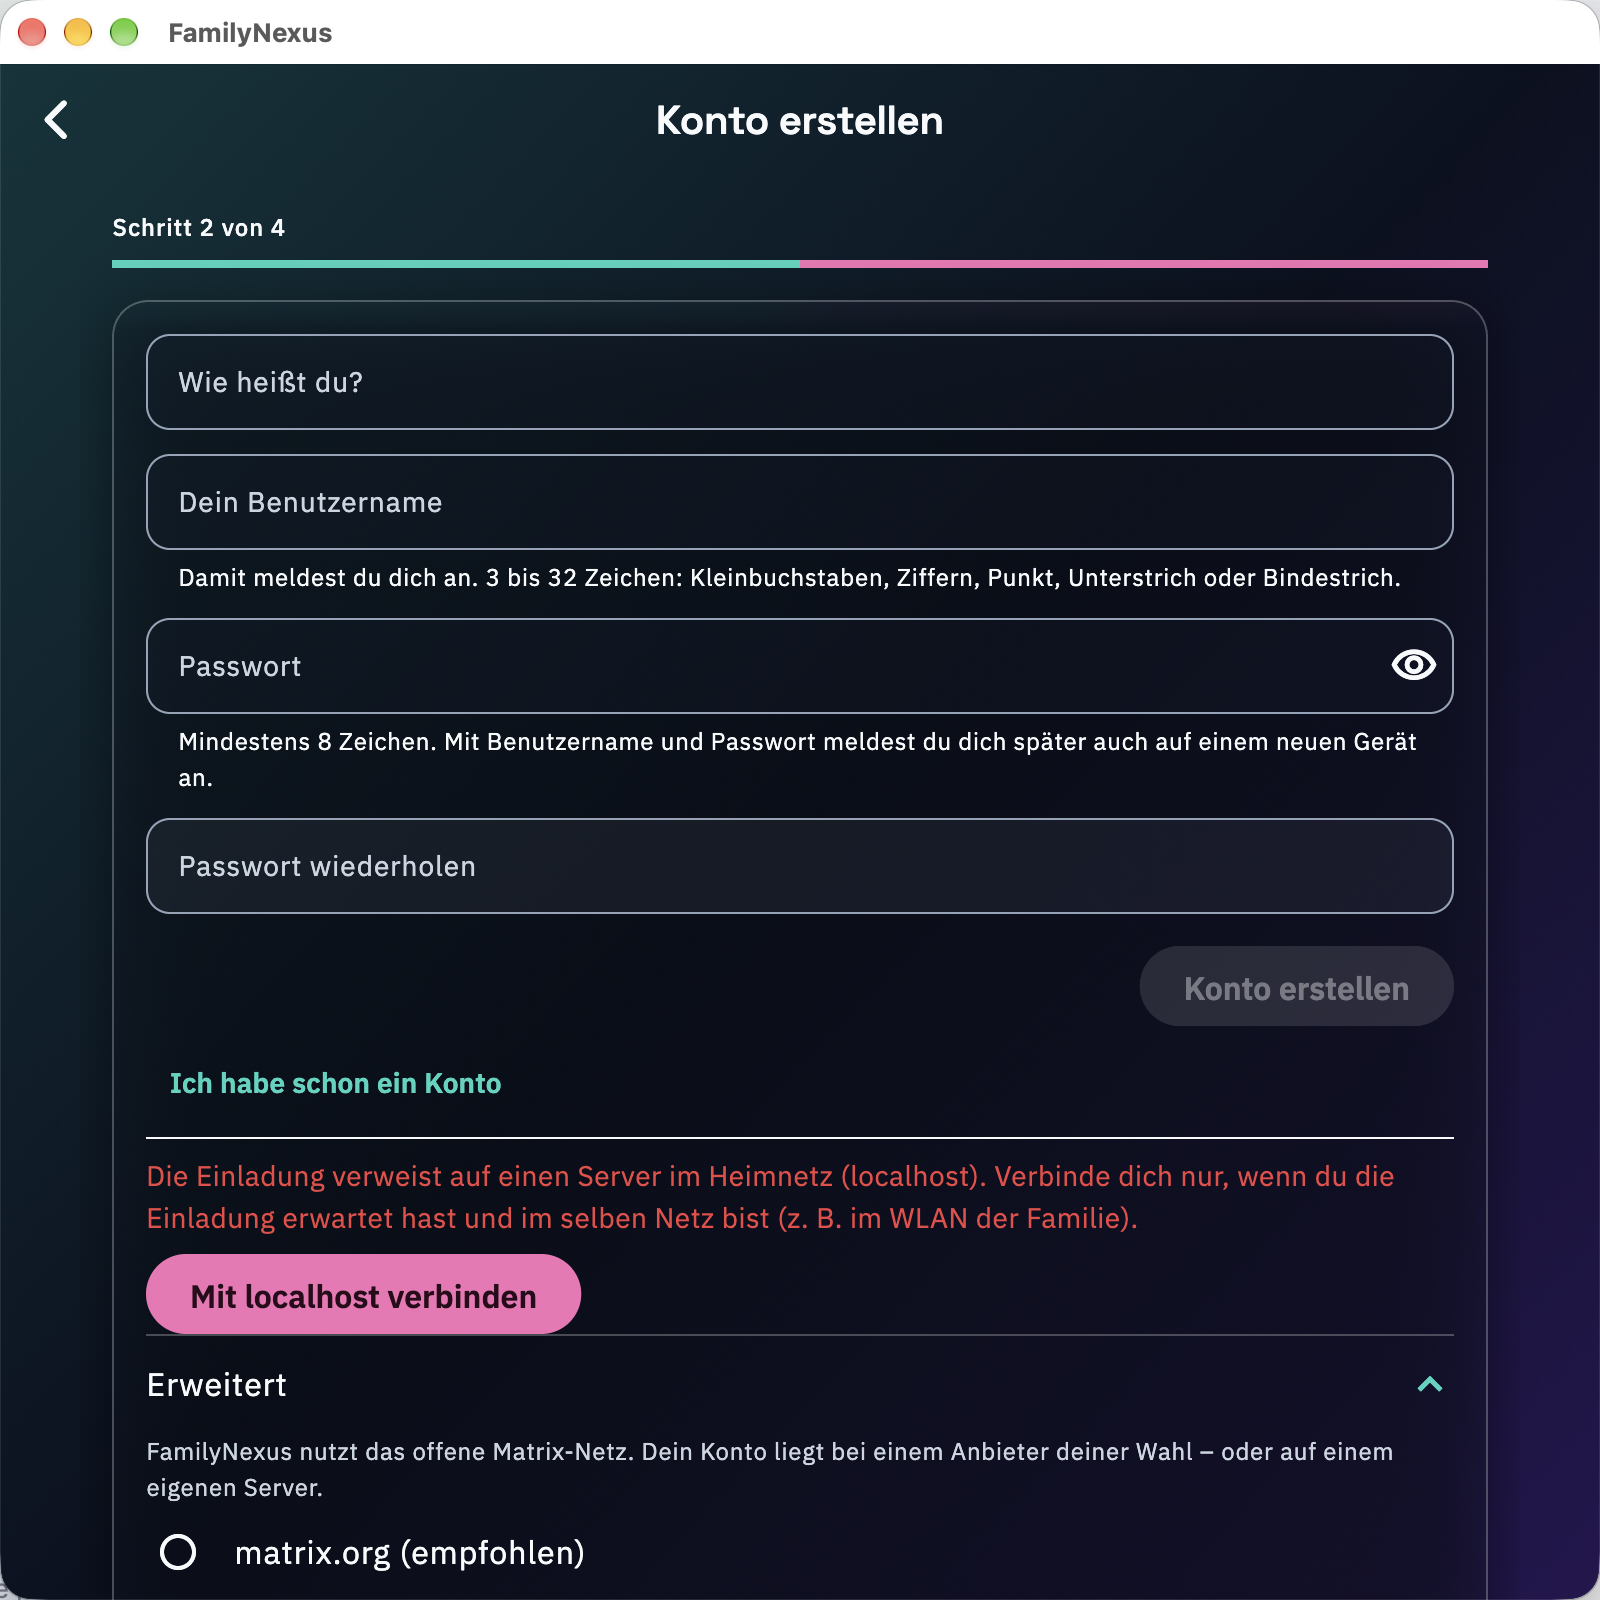 FamilyNexus
Konto erstellen
Schritt 2 von 4
Wie heißt du?
Dein Benutzername
Damit meldest du dich an. 3 bis 32 Zeichen: Kleinbuchstaben, Ziffern, Punkt, Unterstrich oder Bindestrich.
Passwort
Mindestens 8 Zeichen. Mit Benutzername und Passwort meldest du dich später auch auf einem neuen Gerät
an.
Passwort wiederholen
Konto erstellen
Ich habe schon ein Konto
Die Einladung verweist auf einen Server im Heimnetz (localhost). Verbinde dich nur, wenn du die
Einladung erwartet hast und im selben Netz bist (z. B. im WLAN der Familie).
Mit localhost verbinden
Erweitert
FamilyNexus nutzt das offene Matrix-Netz. Dein Konto liegt bei einem Anbieter deiner Wahl – oder auf einem
eigenen Server.
matrix.org (empfohlen)